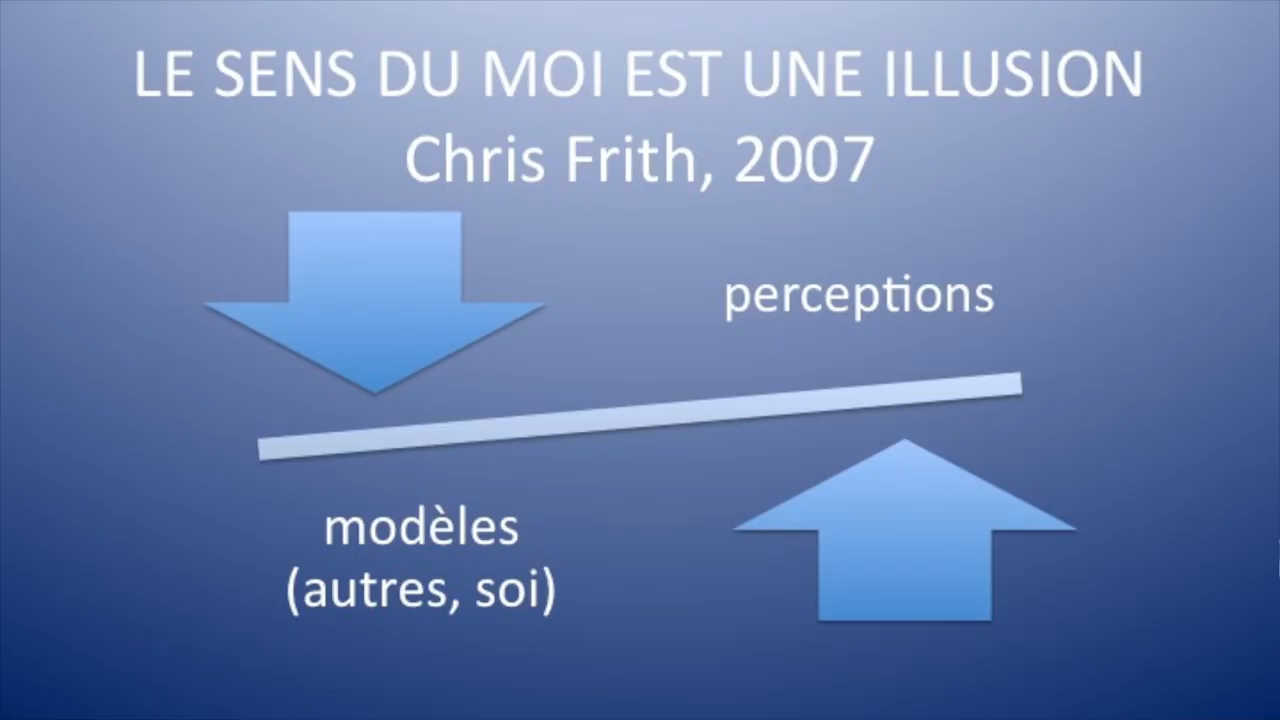 LE SENS DU MOI EST UNE ILLUSION
Chris Frith, 2007
perceptions
modèles
(autres, soi)